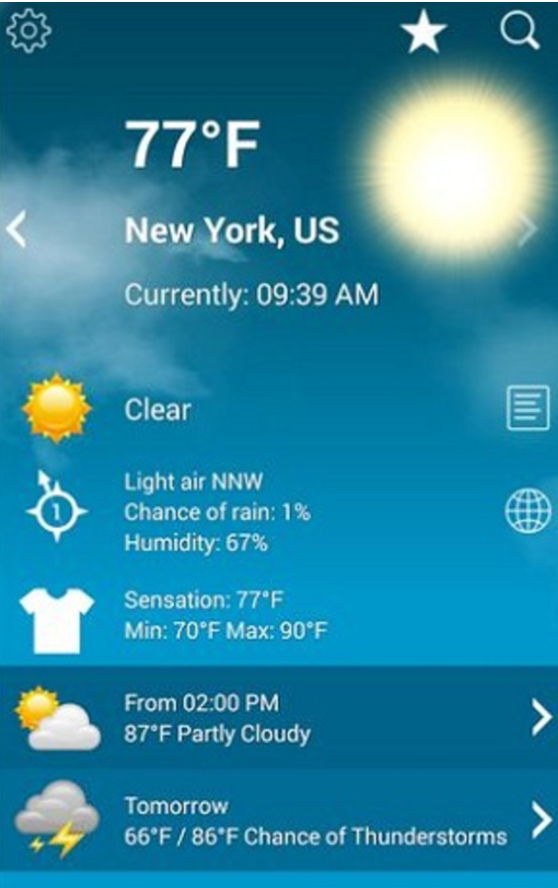 77°F
New York, US
Currently: 09:39 AM
Clear
Light air NNW
1
Chance of rain: 1%
Humidity: 67%
Sensation: 77°F
Min: 70°F Max: 90°F
From 02:00 PM
87°F Partly Cloudy
Tomorrow
66°F / 86°F Chance of Thunderstorms